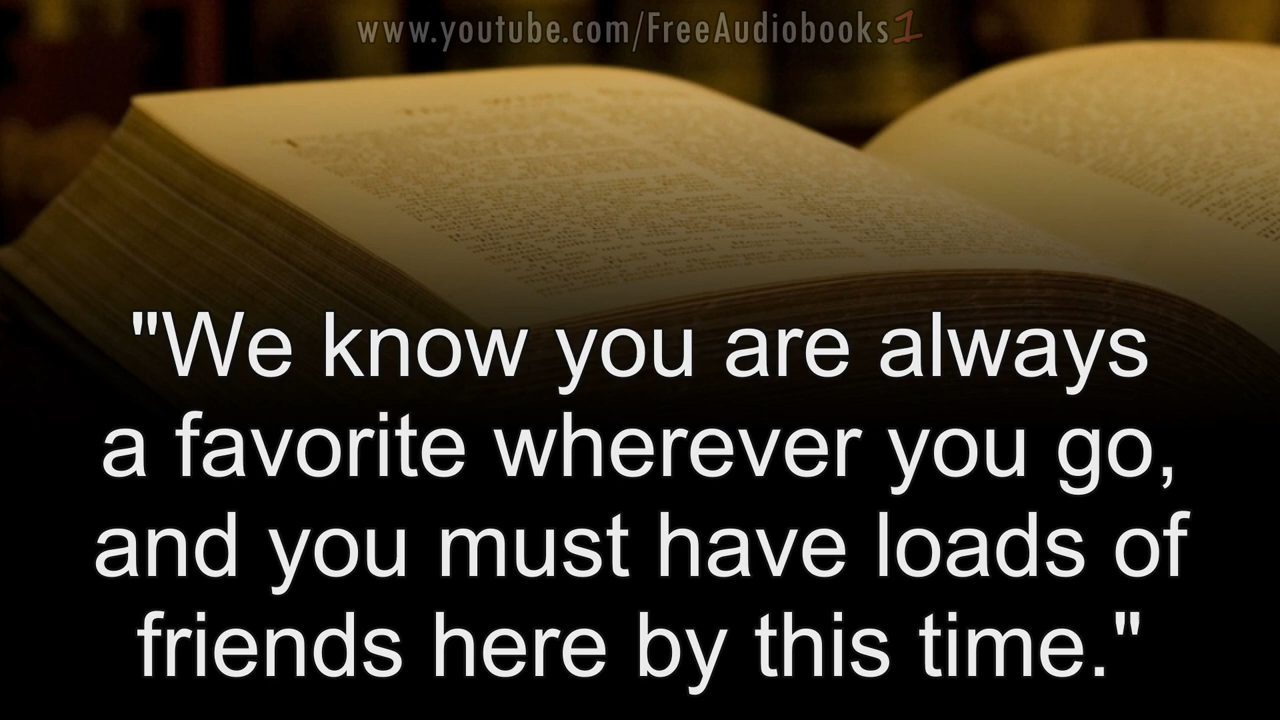 www.youtube.com/FreeAudiobooks1
"We know you are always
a favorite wherever you go,
and you must have loads of
friends here by this time."